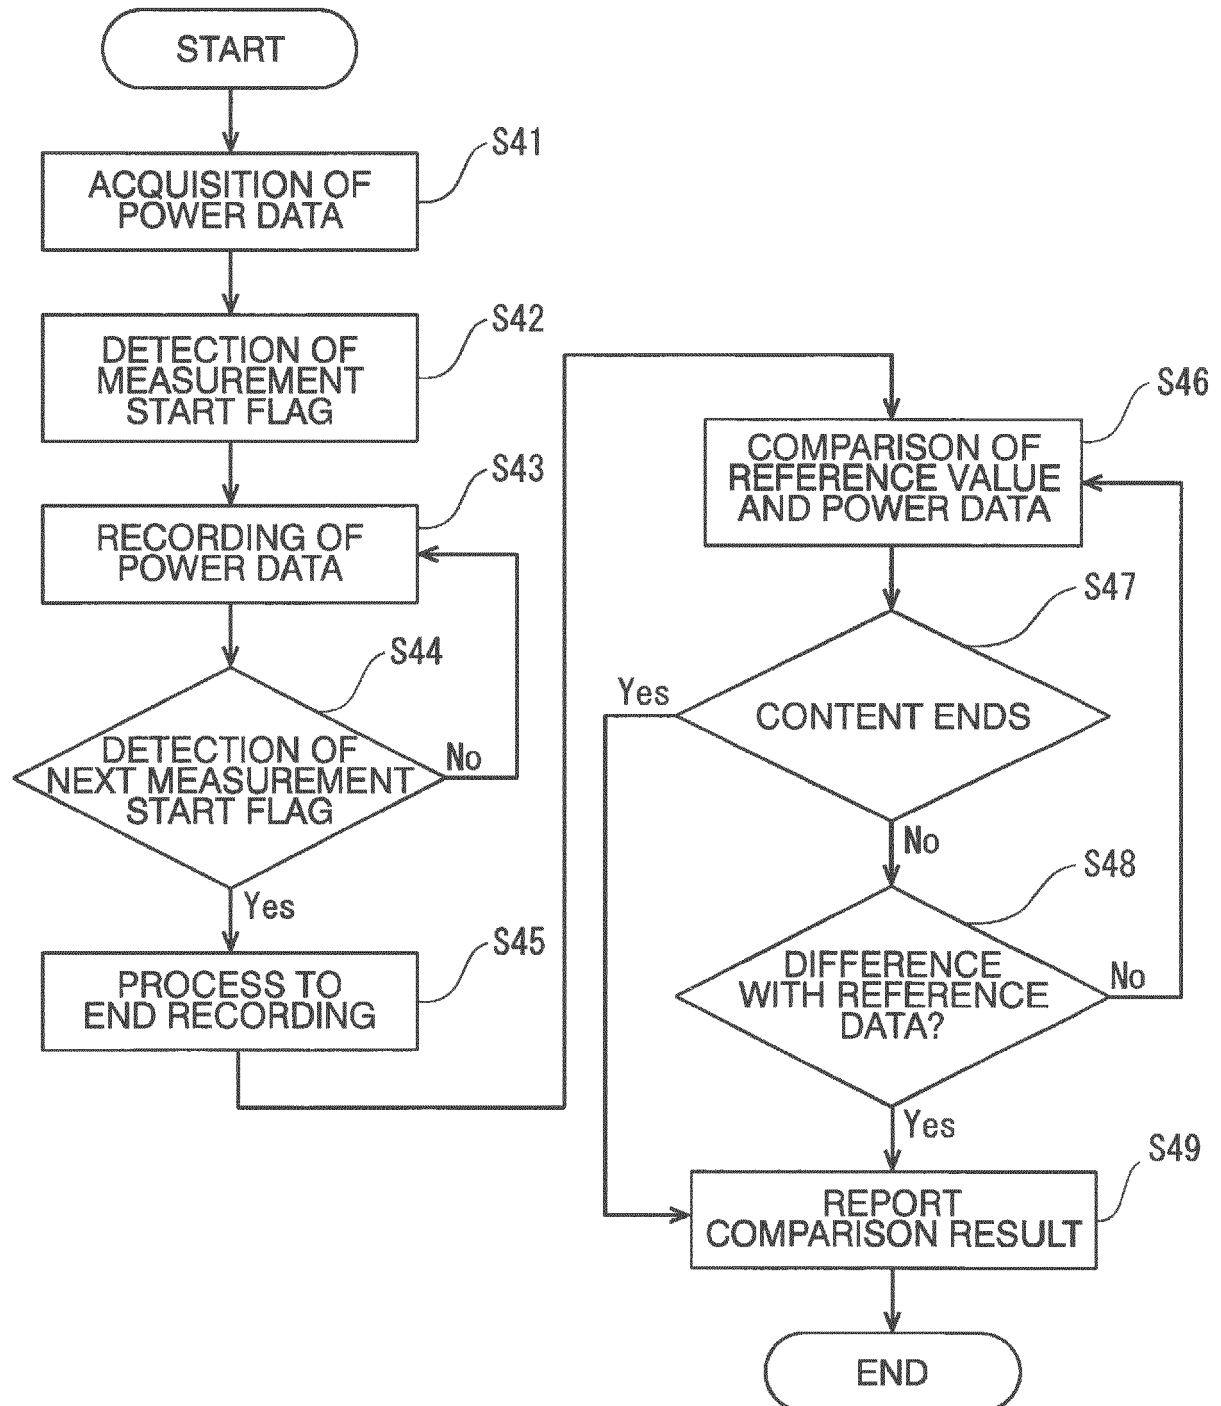 START
S41
ACQUISITION OF
POWER DATA
S42
DETECTION OF
MEASUREMENT
START FLAG
S43
RECORDING OF
POWER DATA
S44
DETECTION OF
NEXT MEASUREMENT
START FLAG
No
Yes
S45
PROCESS TO
END RECORDING
S46
COMPARISON OF
REFERENCE VALUE
AND POWER DATA
S47
CONTENT ENDS
Yes
No
S48
DIFFERENCE
WITH REFERENCE
DATA?
No
Yes
S49
REPORT
COMPARISON RESULT
END